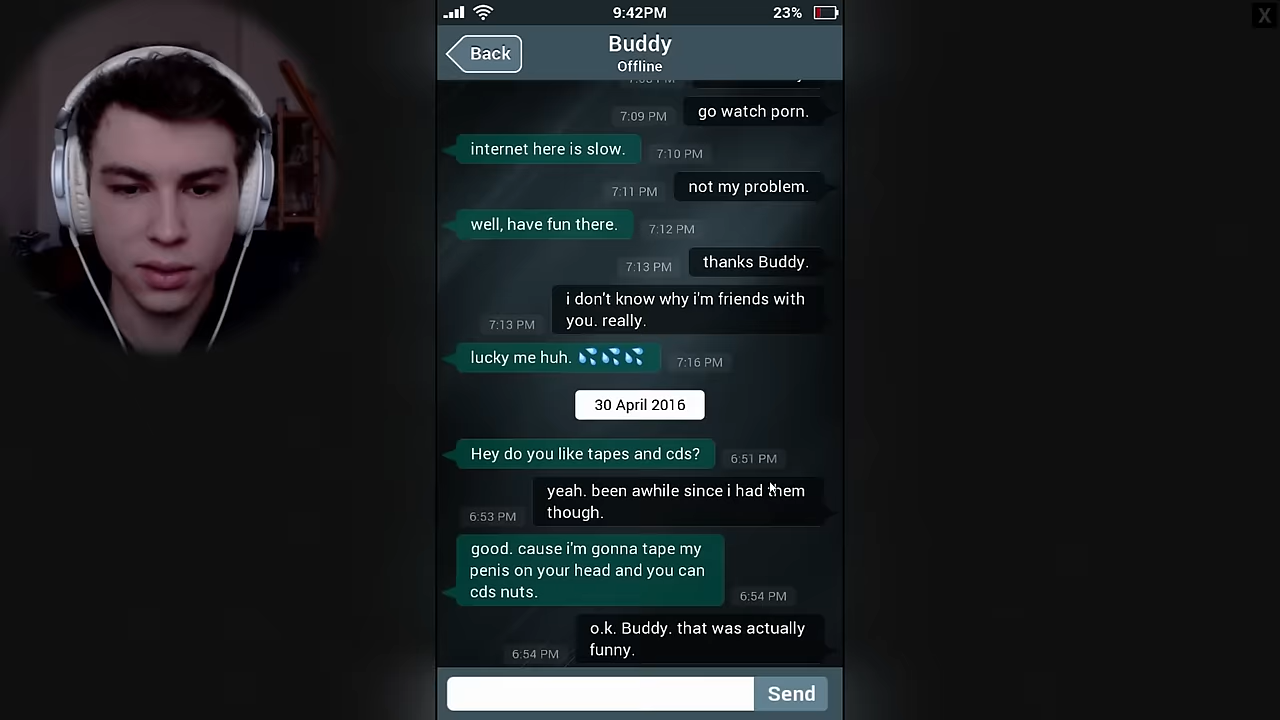 9:42PM
23%
X
Back
Buddy
Offline
go watch porn.
7:09 PM
internet here is slow.
7:10 PM
not my problem.
7:11 PM
well, have fun there.
7:12 PM
thanks Buddy.
7:13 PM
i don't know why i'm friends with
you. really.
7:13 PM
lucky me huh. 💦💦💦
7:16 PM
30 April 2016
Hey do you like tapes and cds?
6:51 PM
yeah. been awhile since i had them
though.
6:53 PM
good. cause i'm gonna tape my
penis on your head and you can
cds nuts.
6:54 PM
o.k. Buddy. that was actually
funny.
6:54 PM
Send